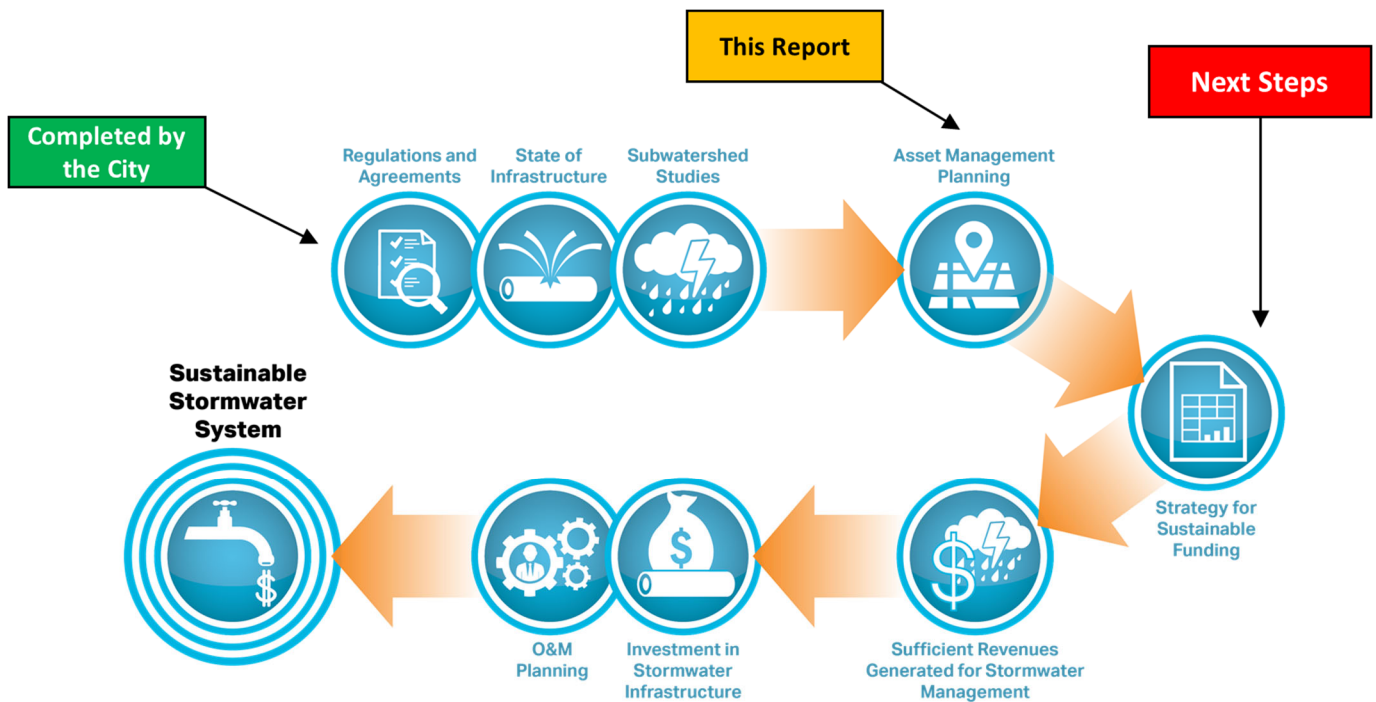 This Report
Next Steps
Completed by
the City
Regulations and
Agreements
State of
Infrastructure
Subwatershed
Studies
Asset Management
Planning
Strategy for
Sustainable
Funding
Sufficient Revenues
Generated for Stormwater
Management
Investment in
Stormwater
Infrastructure
O&M
Planning
Sustainable
Stormwater
System
$
$
$